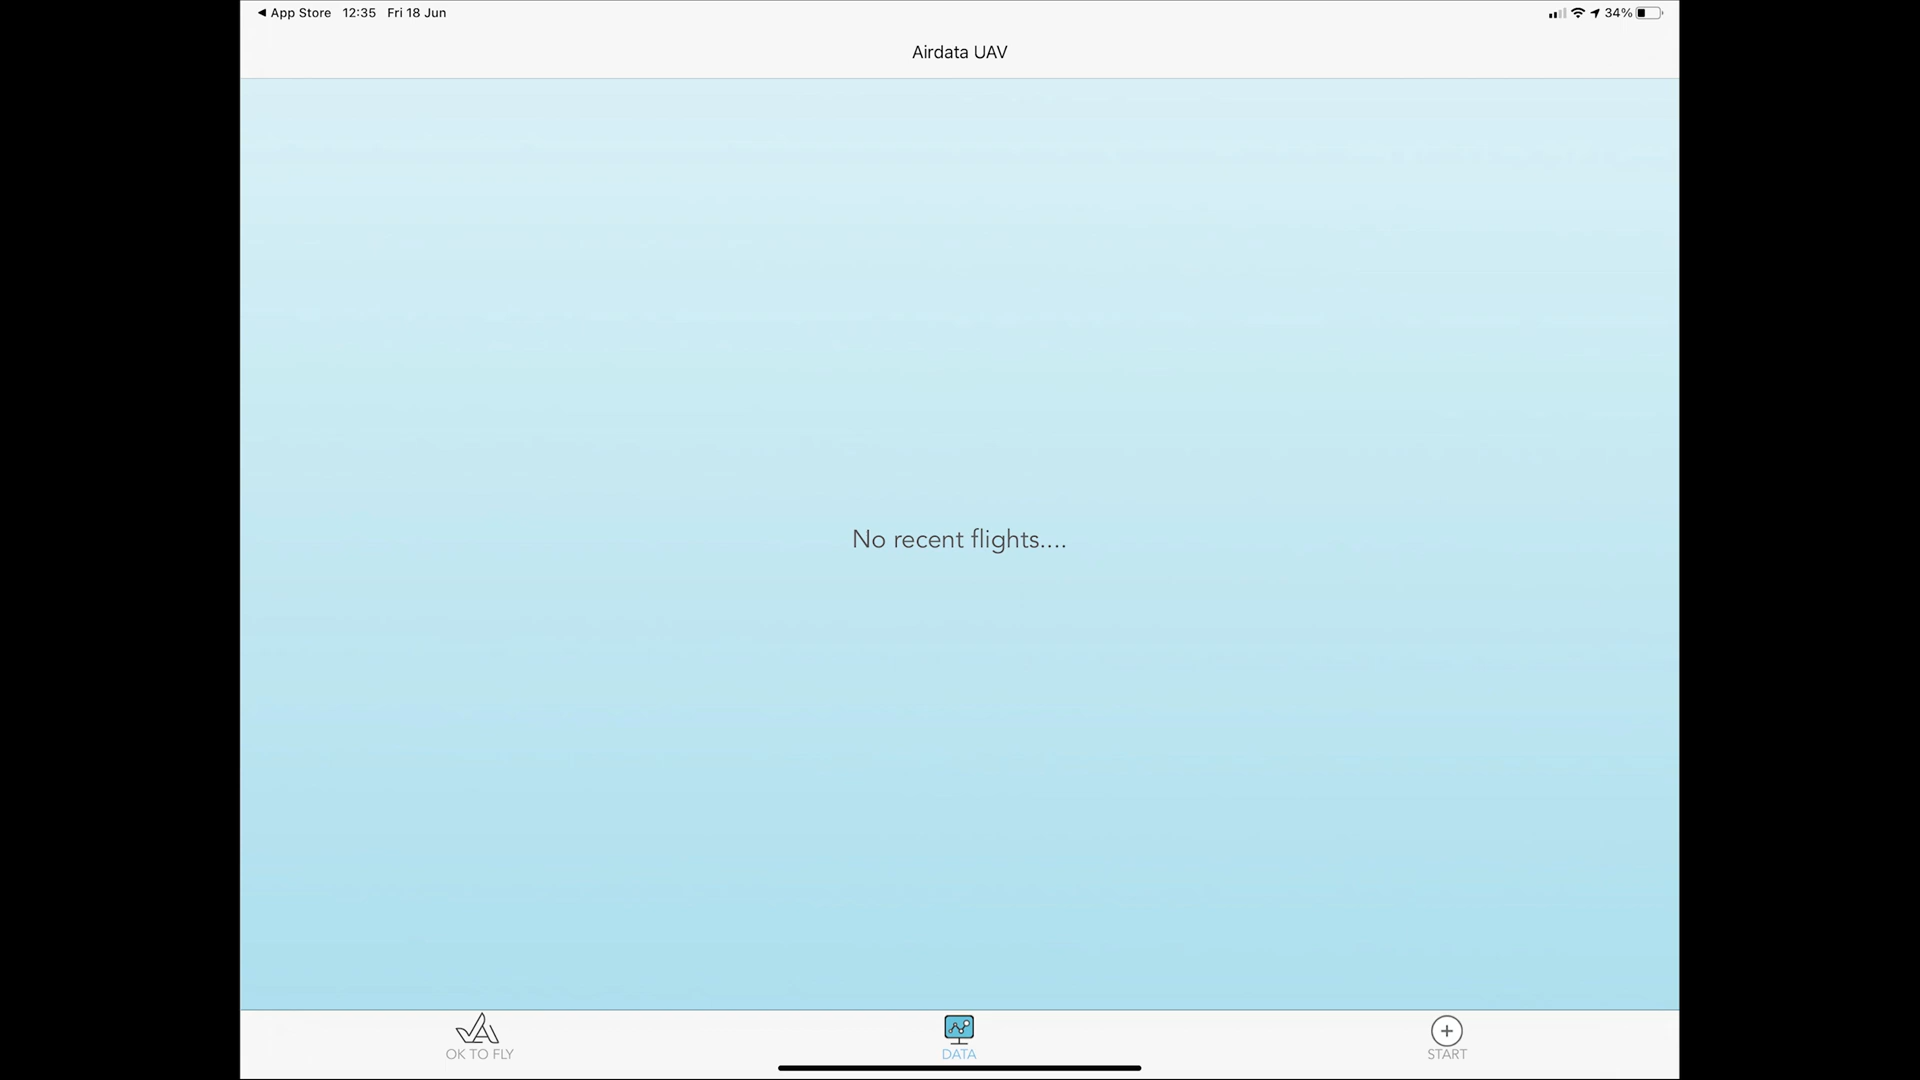 App Store 12:35 Fri 18 Jun 34%
Airdata UAV
No recent flights....
OK TO FLY DATA START